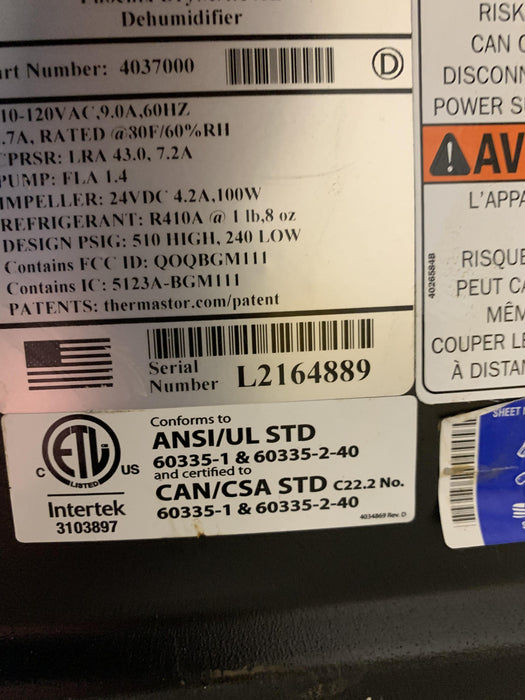 Dehumidifier
art Number: 4037000
D
10-120VAC,9.0A,60HZ
.7A, RATED @80F/60%RH
PRSR: LRA 43.0, 7.2A
PUMP: FLA 1.4
IMPELLER: 24VDC 4.2A,100W
REFRIGERANT: R410A @ 1 lb,8 oz
DESIGN PSIG: 510 HIGH, 240 LOW
Contains FCC ID: QOQBGM111
Contains IC: 5123A-BGM111
PATENTS: thermastor.com/patent
Serial
Number L2164889
C ETL US
LISTED
Intertek
3103897
Conforms to
ANSI/UL STD
60335-1 & 60335-2-40
and certified to
CAN/CSA STD C22.2 No.
60335-1 & 60335-2-40
4034869 Rev. D
RISK
CAN C
DISCONN
POWER S
AV
L'APPA
RISQUE
PEUT CA
MÊM
COUPER LE
À DISTAN
4026584B
SHEET